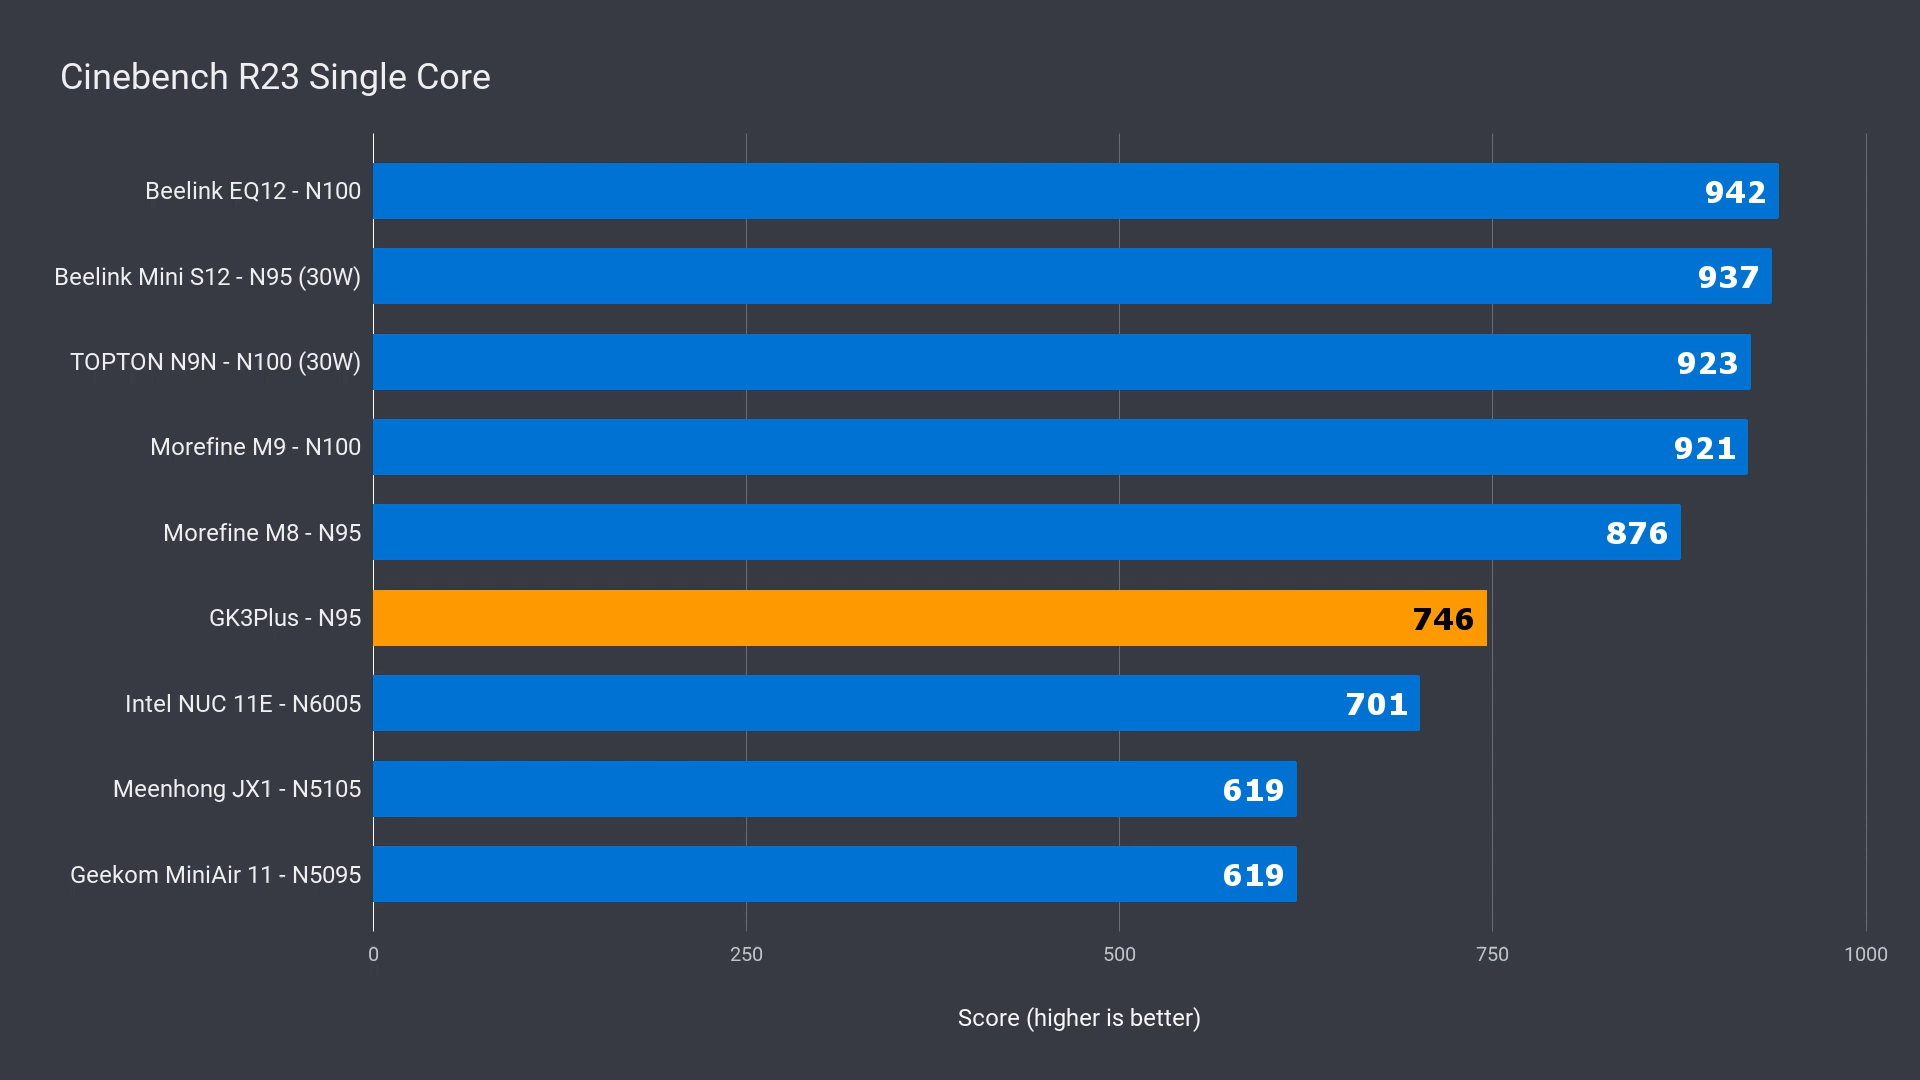 Cinebench R23 Single Core
Beelink EQ12 - N100 942
Beelink Mini S12 - N95 (30W) 937
TOPTON N9N - N100 (30W) 923
Morefine M9 - N100 921
Morefine M8 - N95 876
GK3Plus - N95 746
Intel NUC 11E - N6005 701
Meenhong JX1 - N5105 619
Geekom MiniAir 11 - N5095 619
0 250 500 750 1000
Score (higher is better)